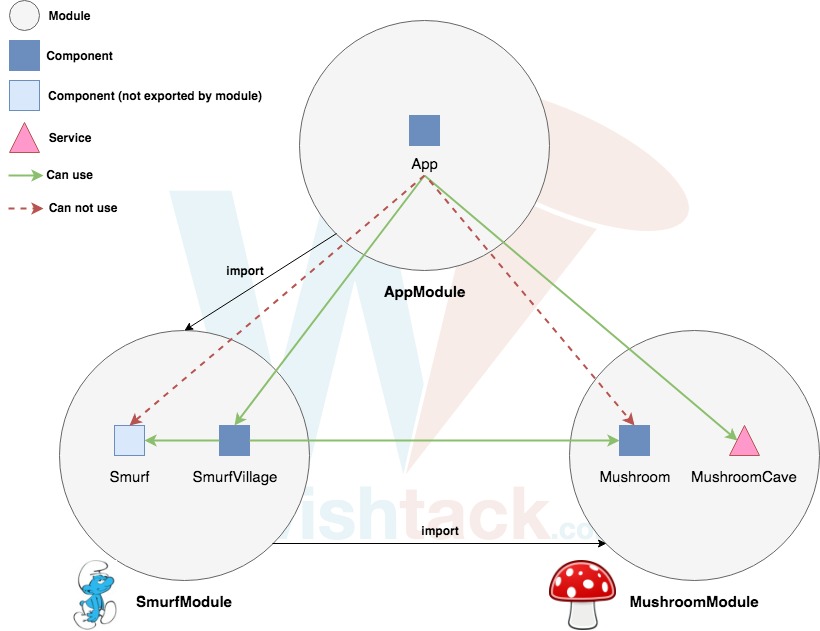 Module
Component
Component (not exported by module)
Service
Can use
Can not use
App
AppModule
import
Smurf
SmurfVillage
Mushroom
MushroomCave
ishtack.co
import
SmurfModule
MushroomModule